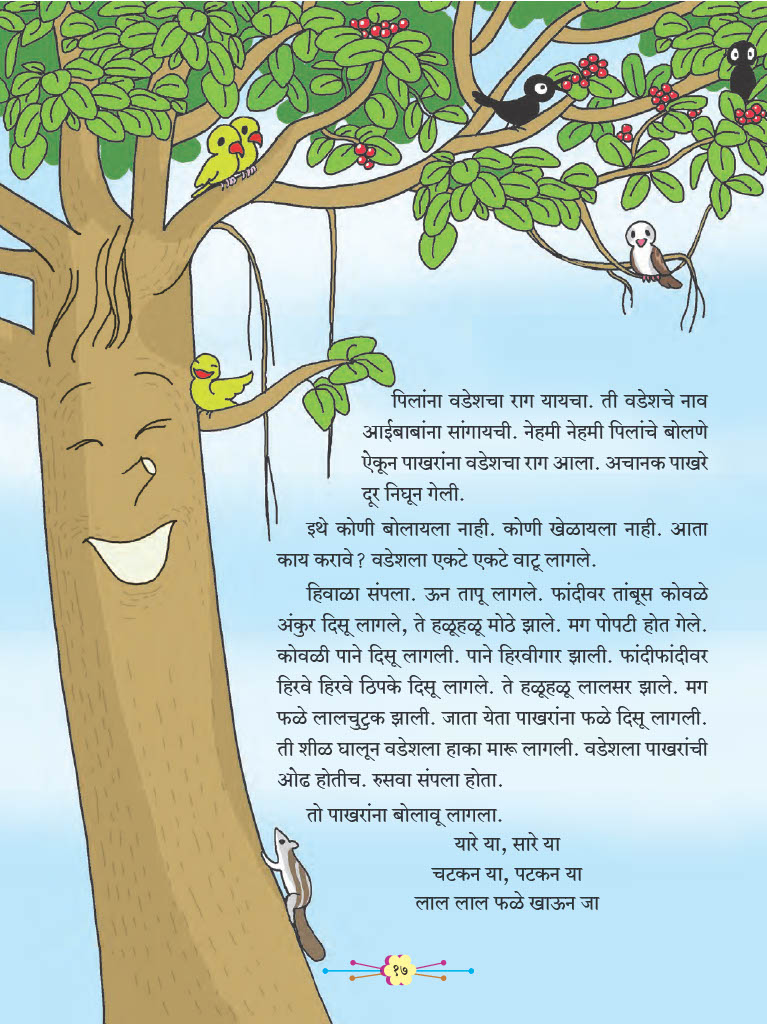 पिलांना वडेशचा राग यायचा. ती वडेशचे नाव
आईबाबांना सांगायची. नेहमी नेहमी पिलांचे बोलणे
ऐकून पाखरांना वडेशचा राग आला. अचानक पाखरे
दूर निघून गेली.
इथे कोणी बोलायला नाही. कोणी खेळायला नाही. आता
काय करावे? वडेशला एकटे एकटे वाटू लागले.
हिवाळा संपला. ऊन तापू लागले. फांदीवर तांबूस कोवळे
अंकुर दिसू लागले, ते हळूहळू मोठे झाले. मग पोपटी होत गेले.
कोवळी पाने दिसू लागली. पाने हिरवीगार झाली. फांदीफांदीवर
हिरवे हिरवे ठिपके दिसू लागले. ते हळूहळू लालसर झाले. मग
फळे लालचुटुक झाली. जाता येता पाखरांना फळे दिसू लागली.
ती शीळ घालून वडेशला हाका मारू लागली. वडेशला पाखरांची
ओढ होतीच. रुसवा संपला होता.
तो पाखरांना बोलावू लागला.
यारे या, सारे या
चटकन या, पटकन या
लाल लाल फळे खाऊन जा
१७